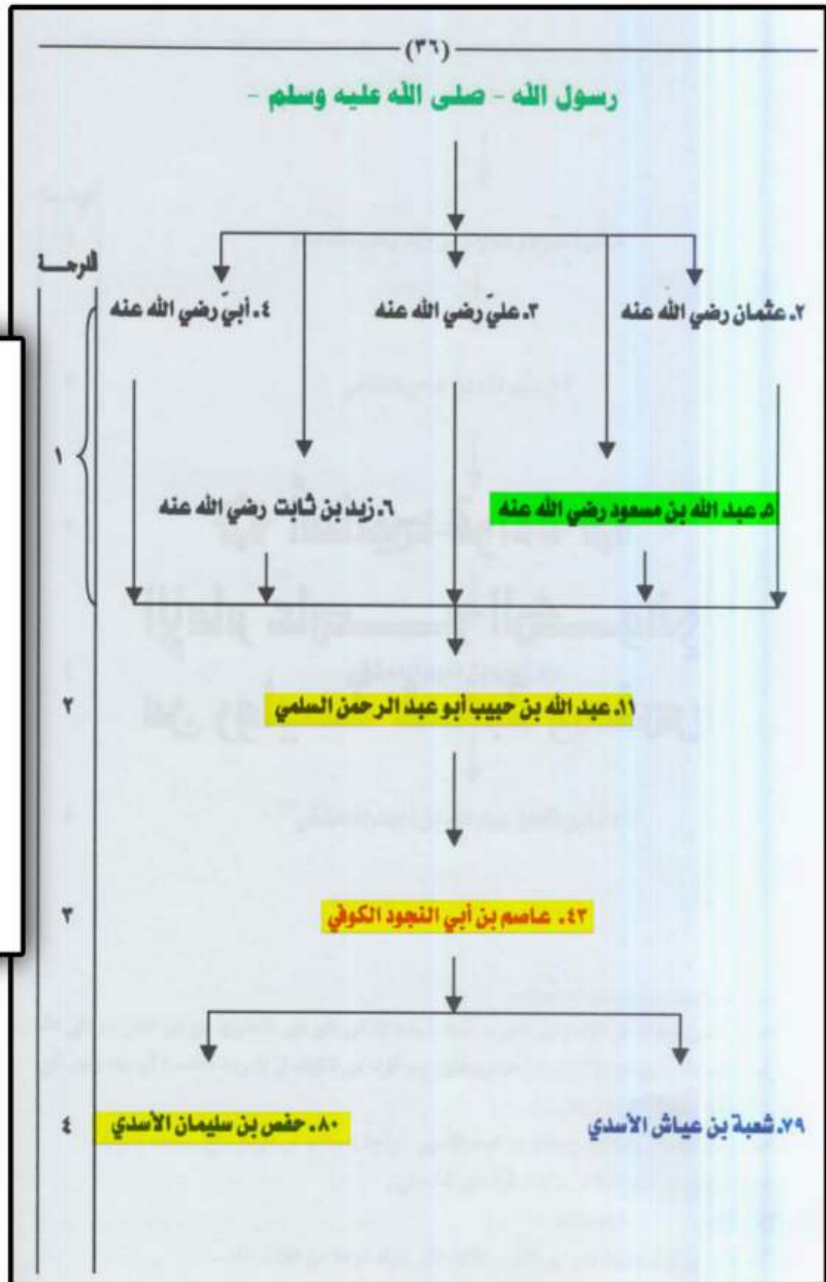 (٣٦)
رسول الله - صلى الله عليه وسلم -
الدرجة
٢. عثمان رضي الله عنه
٣. عليّ رضي الله عنه
٤. أبيّ رضي الله عنه
١
٥. عبد الله بن مسعود رضي الله عنه
٦. زيد بن ثابت رضي الله عنه
١١. عبد الله بن حبيب أبو عبد الرحمن السلمي
٢
٤٣. عاصم بن أبي النجود الكوفي
٣
٧٩. شعبة بن عياش الأسدي
٨٠. حفص بن سليمان الأسدي
٤